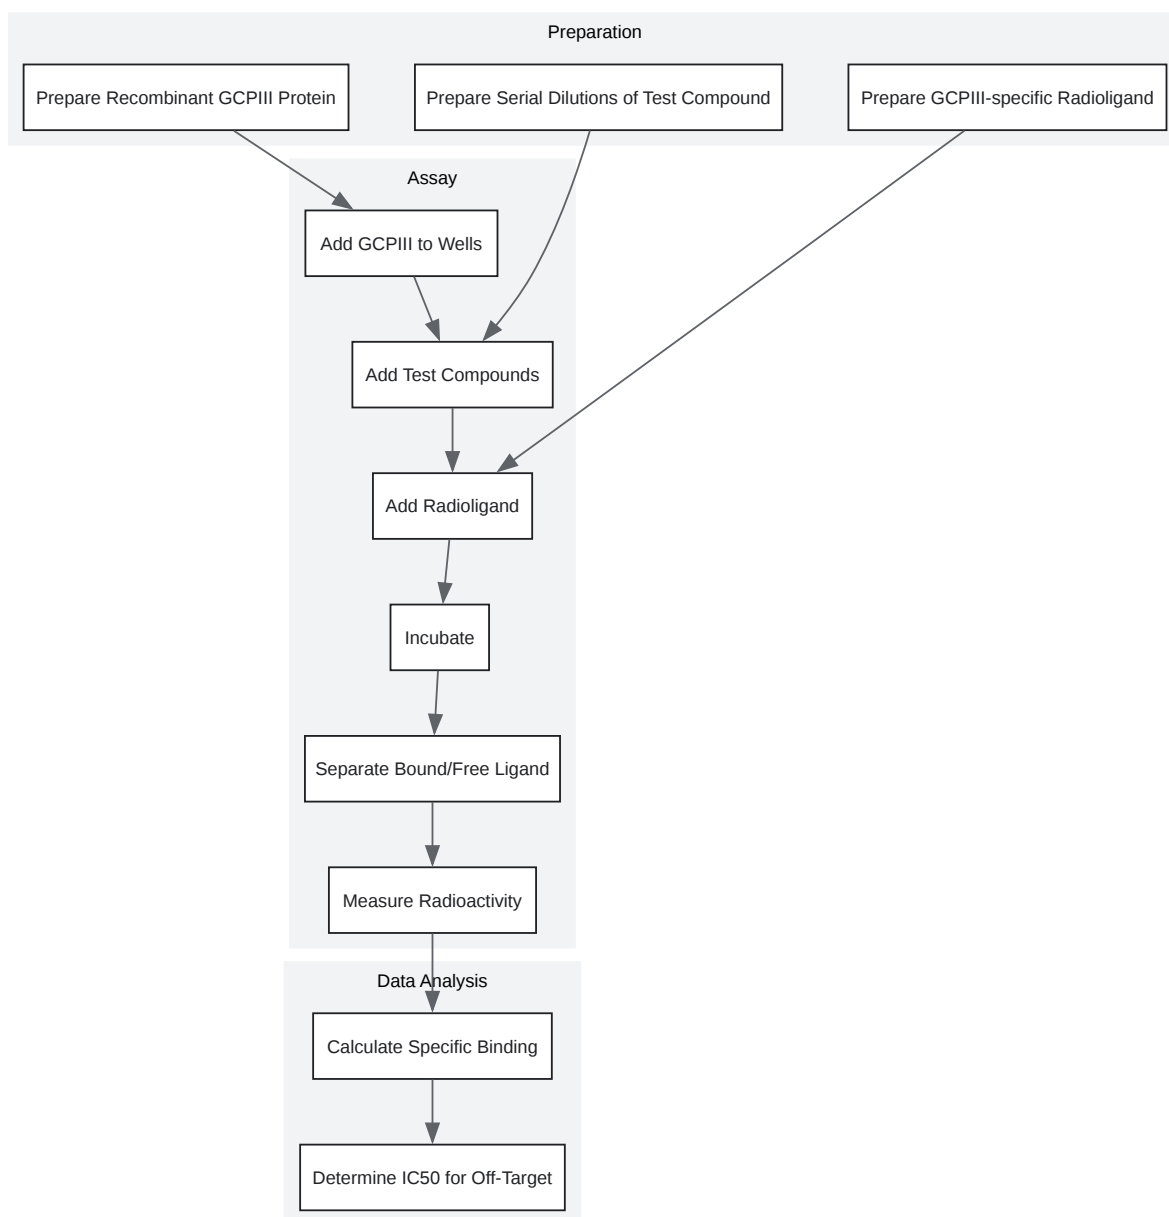 Preparation
Prepare Recombinant GCPIII Protein
Prepare Serial Dilutions of Test Compound
Prepare GCPIII-specific Radioligand
Assay
Add GCPIII to Wells
Add Test Compounds
Add Radioligand
Incubate
Separate Bound/Free Ligand
Measure Radioactivity
Data Analysis
Calculate Specific Binding
Determine IC50 for Off-Target